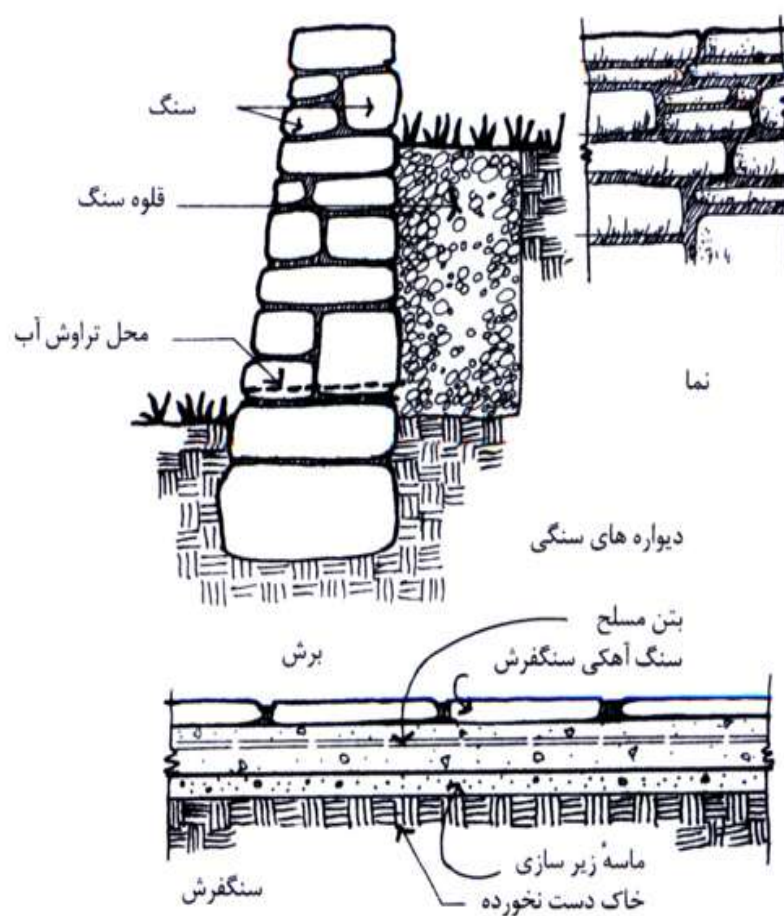 سنگ
قلوه سنگ
محل تراوش آب
نما
دیواره های سنگی
برش
بتن مسلح
سنگ آهکی سنگفرش
ماسهٔ زیر سازی
خاک دست نخورده
سنگفرش